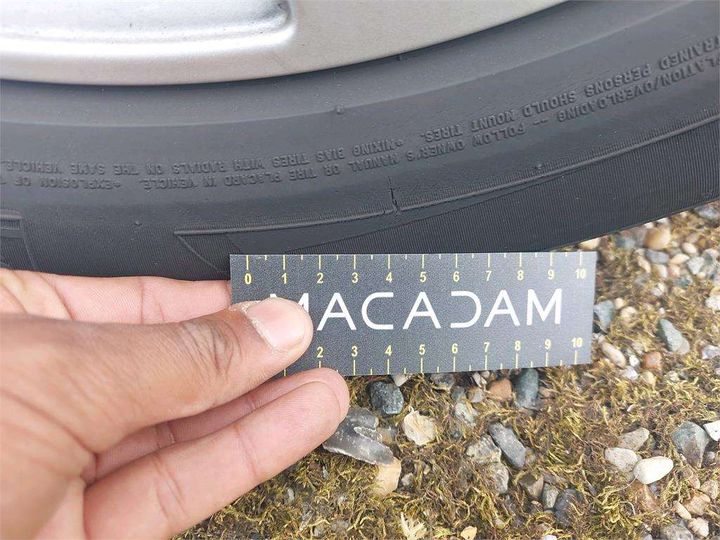 FLATION/OVERLOADING -- FOLLOW OWNER'S MANUAL OR TIRE PLACARD IN VEHICLE. •EXPLOSION OF
TRAINED PERSONS SHOULD MOUNT TIRES. •MIXING BIAS TIRES WITH RADIALS ON THE SAME VEHICLE.
0 1 2 3 4 5 6 7 8 9 10
MACADAM
2 3 4 5 6 7 8 9 10